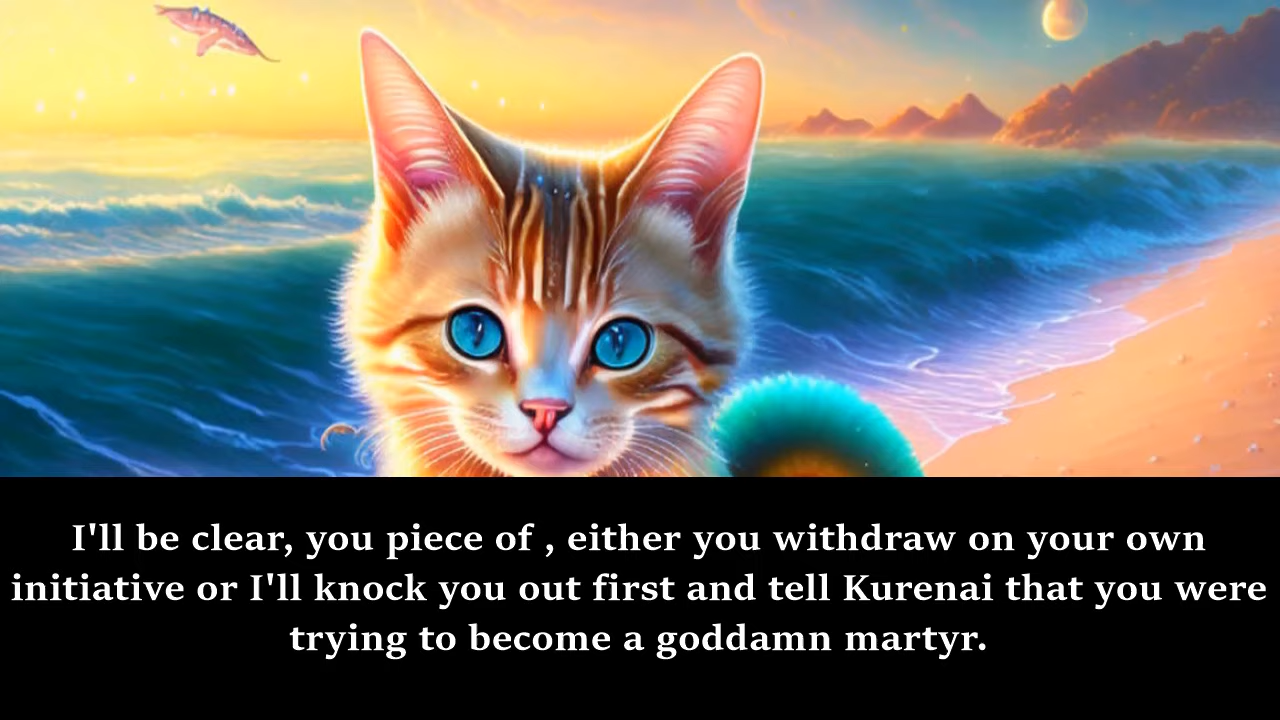 I'll be clear, you piece of , either you withdraw on your own
initiative or I'll knock you out first and tell Kurenai that you were
trying to become a goddamn martyr.